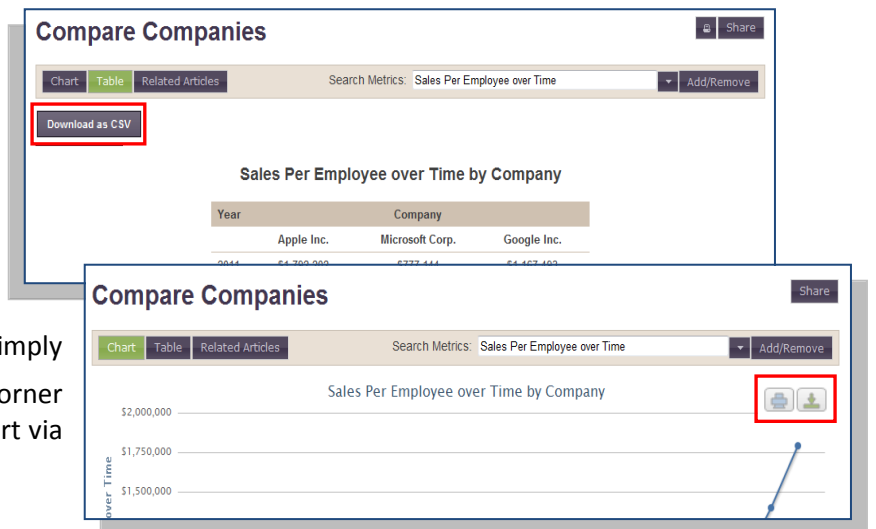 Compare Companies
Share
Chart Table Related Articles Search Metrics: Sales Per Employee over Time Add/Remove
Download as CSV
Sales Per Employee over Time by Company
Year Company
Apple Inc. Microsoft Corp. Google Inc.
2011
Compare Companies
Share
Chart Table Related Articles Search Metrics: Sales Per Employee over Time Add/Remove
Sales Per Employee over Time by Company
$2,000,000
$1,750,000
$1,500,000
over Time
imply
orner
rt via